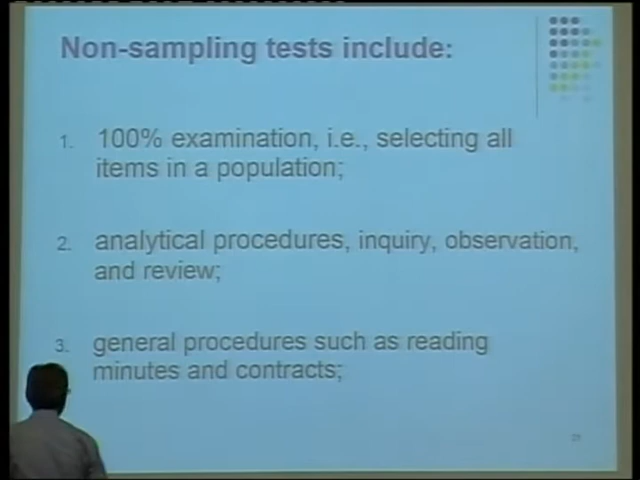 Non-sampling tests include:
1. 100% examination, i.e., selecting all
items in a population;
2. analytical procedures, inquiry, observation,
and review;
3. general procedures such as reading
minutes and contracts;